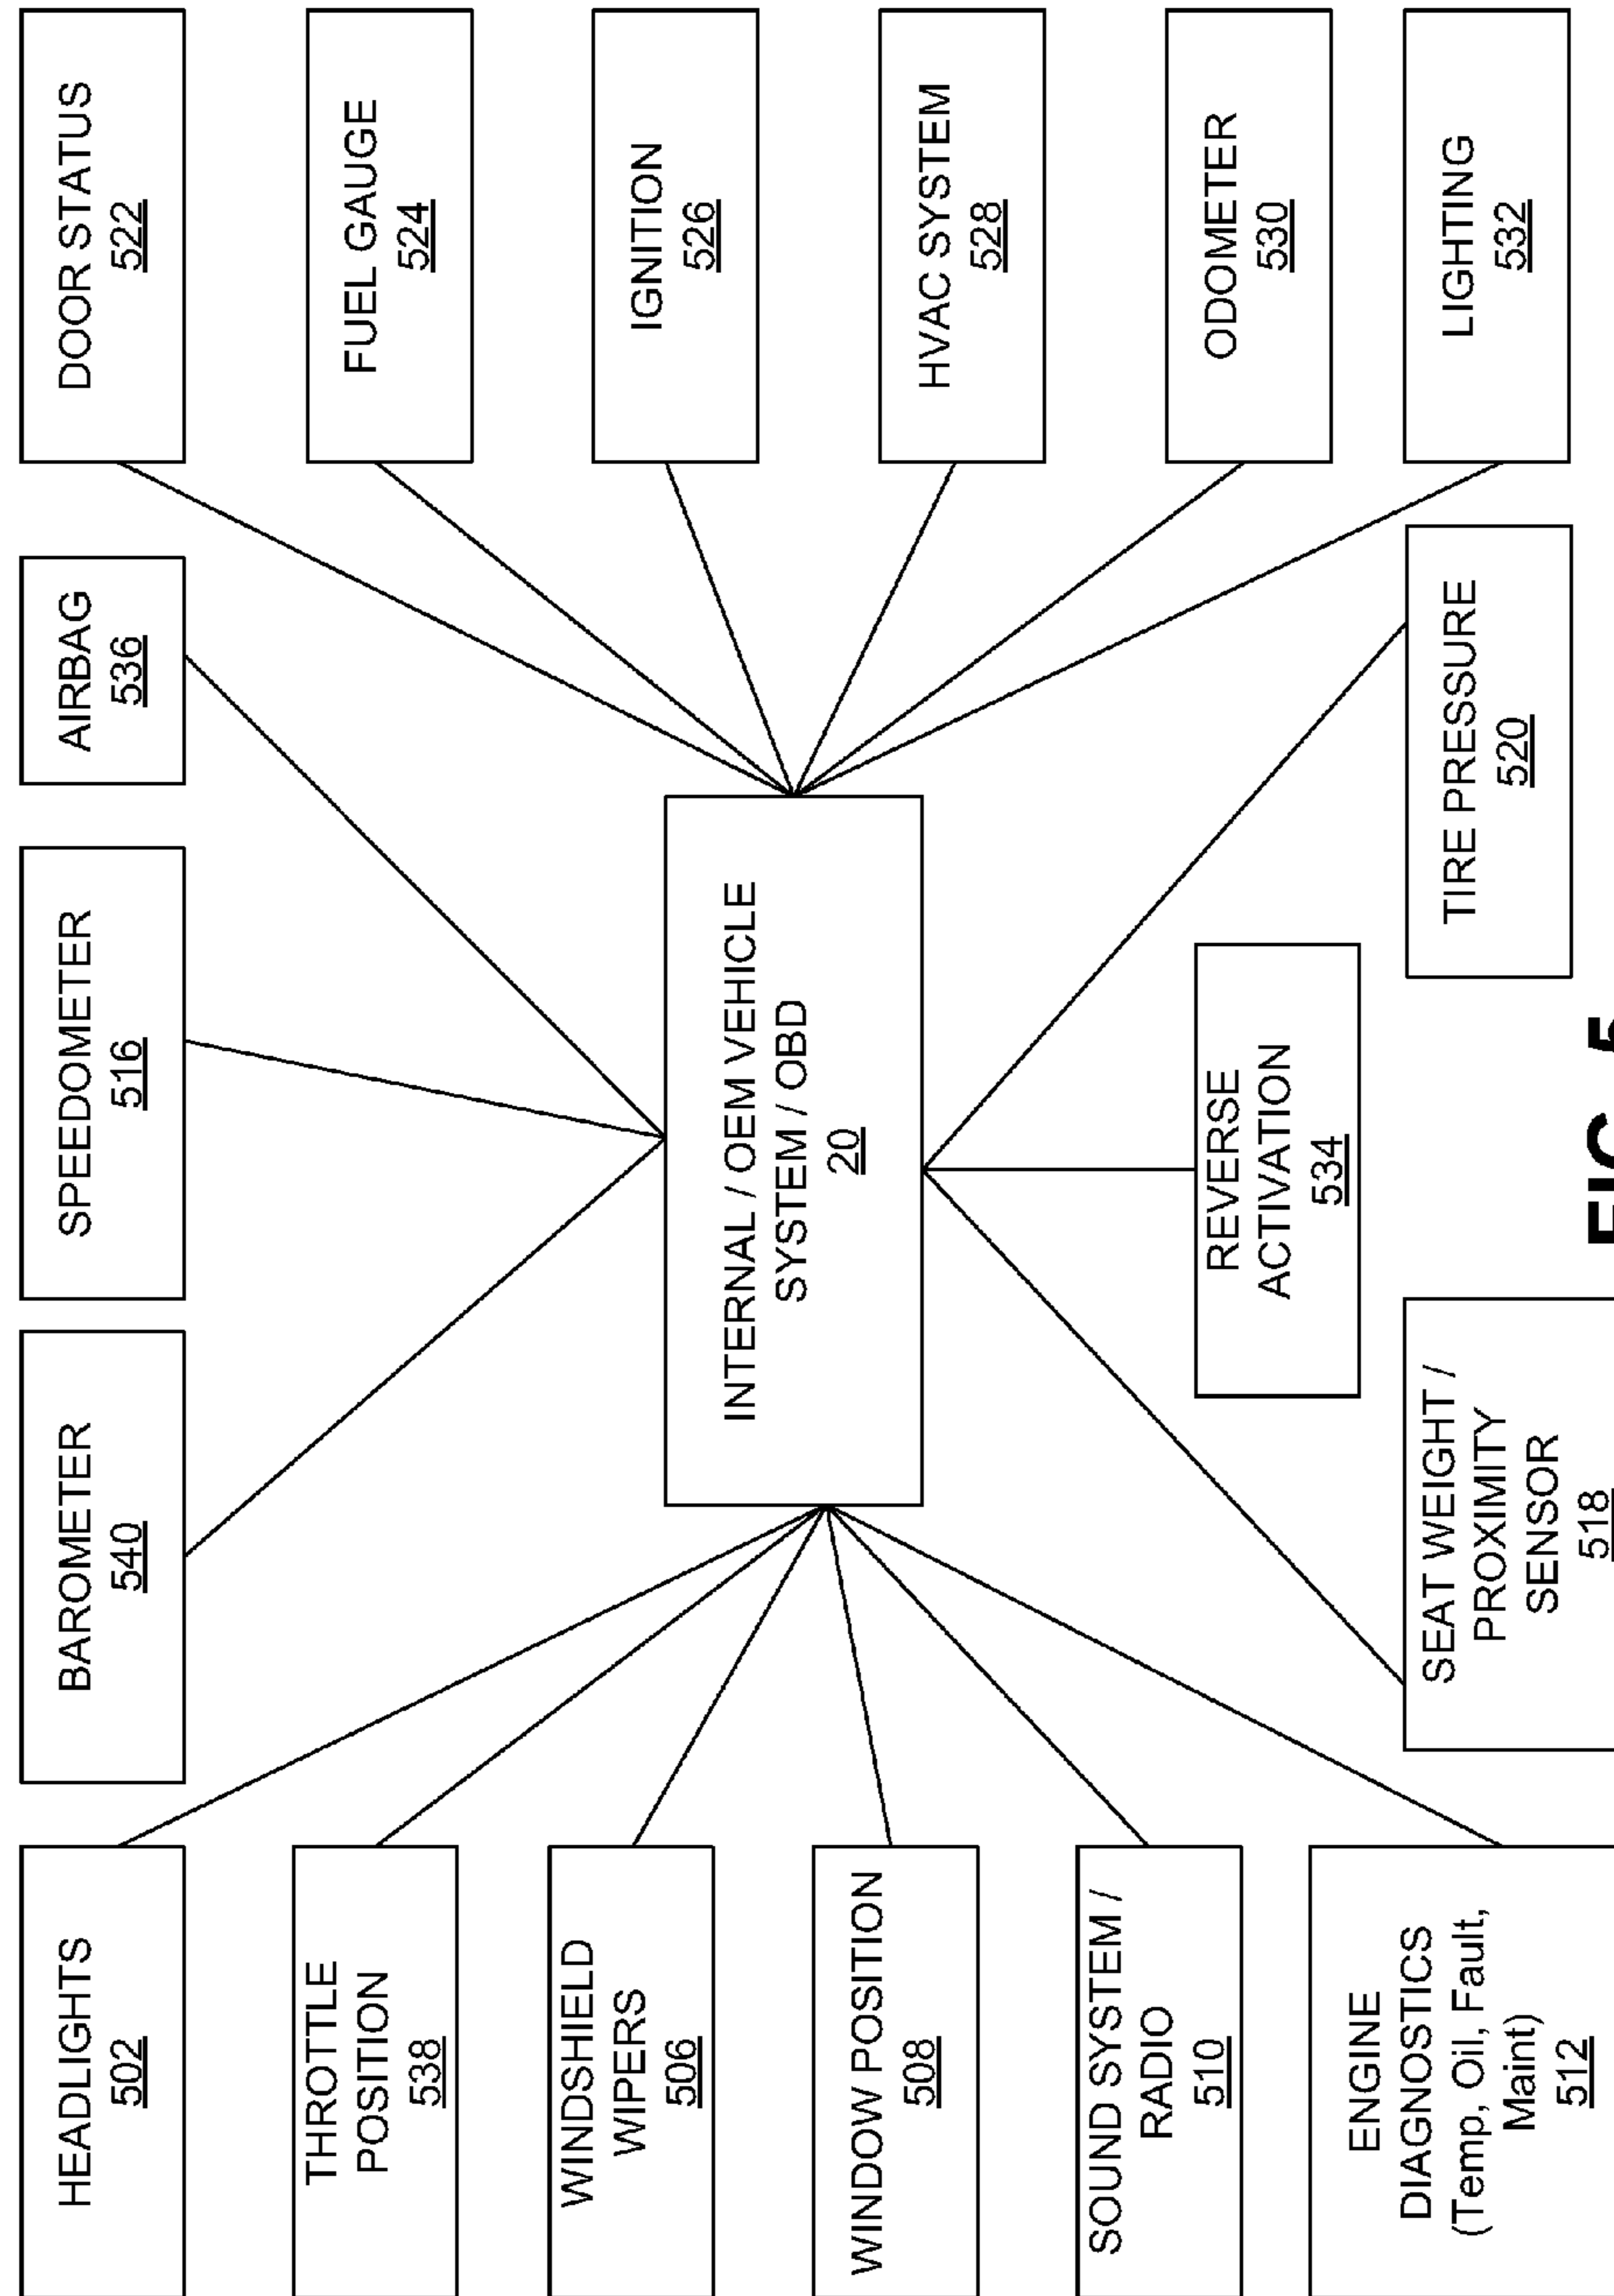 HEADLIGHTS
502
BAROMETER
540
SPEEDOMETER
516
AIRBAG
536
DOOR STATUS
522
THROTTLE
POSITION
538
FUEL GAUGE
524
WINDSHIELD
WIPERS
506
IGNITION
526
INTERNAL / OEM VEHICLE
SYSTEM / OBD
20
WINDOW POSITION
508
HVAC SYSTEM
528
SOUND SYSTEM /
RADIO
510
REVERSE
ACTIVATION
534
ODOMETER
530
ENGINE
DIAGNOSTICS
(Temp, Oil, Fault,
Maint)
512
SEAT WEIGHT /
PROXIMITY
SENSOR
518
TIRE PRESSURE
520
LIGHTING
532
FIG. 5